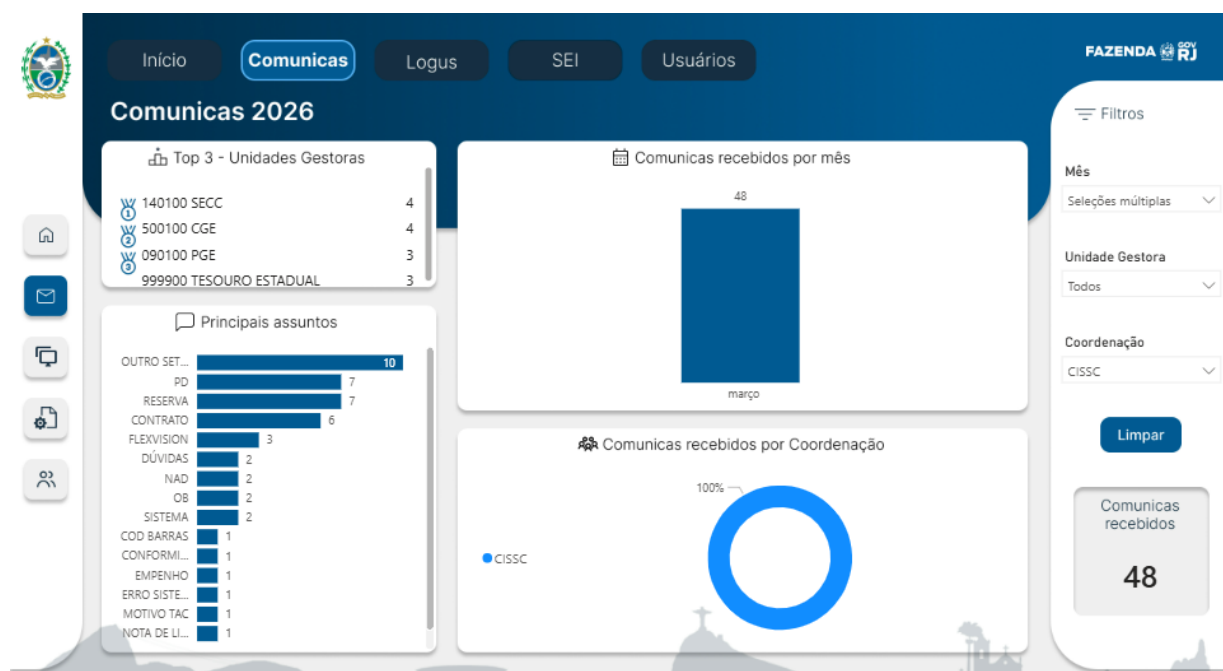 Início
Comunicas
Logus
SEI
Usuários
FAZENDA GOV RJ
Comunicas 2026
Filtros
Top 3 - Unidades Gestoras
1 140100 SECC 4
2 500100 CGE 4
3 090100 PGE 3
999900 TESOURO ESTADUAL 3
Comunicas recebidos por mês
48
março
Mês
Seleções múltiplas
Unidade Gestora
Todos
Coordenação
CISSC
Limpar
Comunicas
recebidos
48
Principais assuntos
OUTRO SET... 10
PD 7
RESERVA 7
CONTRATO 6
FLEXVISION 3
DÚVIDAS 2
NAD 2
OB 2
SISTEMA 2
COD BARRAS 1
CONFORMI... 1
EMPENHO 1
ERRO SISTE... 1
MOTIVO TAC 1
NOTA DE LI... 1
Comunicas recebidos por Coordenação
100%
CISSC